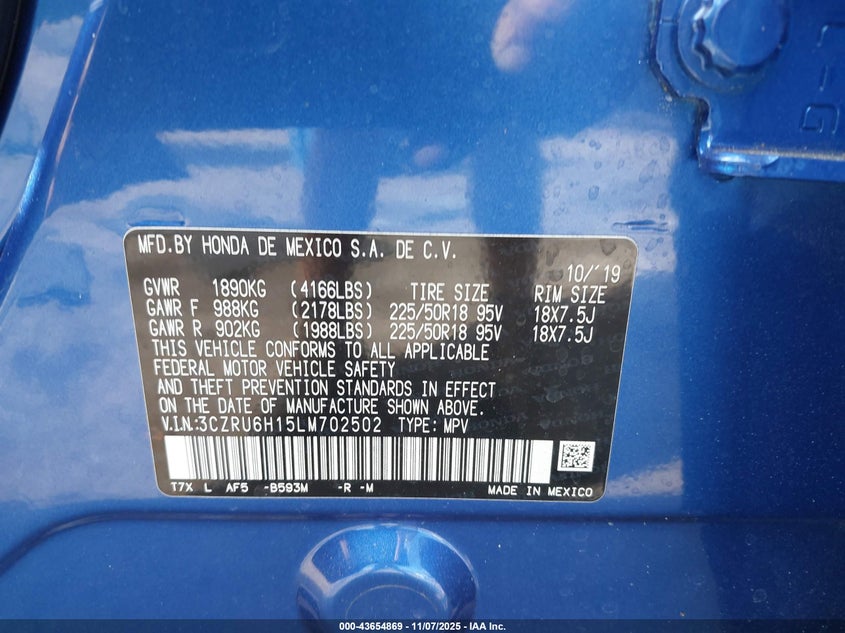 MFD.BY HONDA DE MEXICO S.A. DE C.V.
10/´19
GVWR 1890KG (4166LBS) TIRE SIZE RIM SIZE
GAWR F 988KG (2178LBS) 225/50R18 95V 18X7.5J
GAWR R 902KG (1988LBS) 225/50R18 95V 18X7.5J
THIS VEHICLE CONFORMS TO ALL APPLICABLE
FEDERAL MOTOR VEHICLE SAFETY
AND THEFT PREVENTION STANDARDS IN EFFECT
ON THE DATE OF MANUFACTURE SHOWN ABOVE.
V.I.N:3CZRU6H15LM702502 TYPE: MPV
T7X L AF5 -B593M -R -M
MADE IN MEXICO
000-43654869 - 11/07/2025 - IAA Inc.